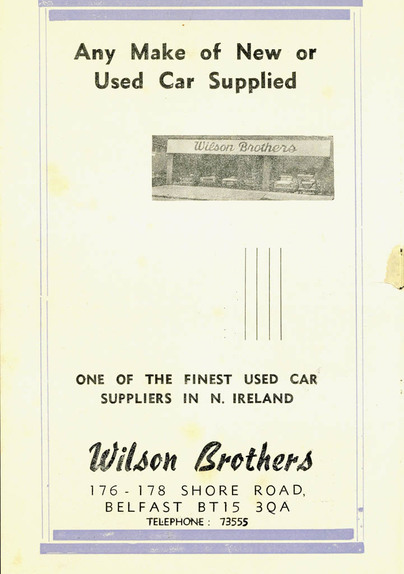 Any Make of New or
Used Car Supplied
Wilson Brothers
ONE OF THE FINEST USED CAR
SUPPLIERS IN N. IRELAND
Wilson Brothers
176 - 178 SHORE ROAD,
BELFAST BT15 3QA
TELEPHONE : 73555